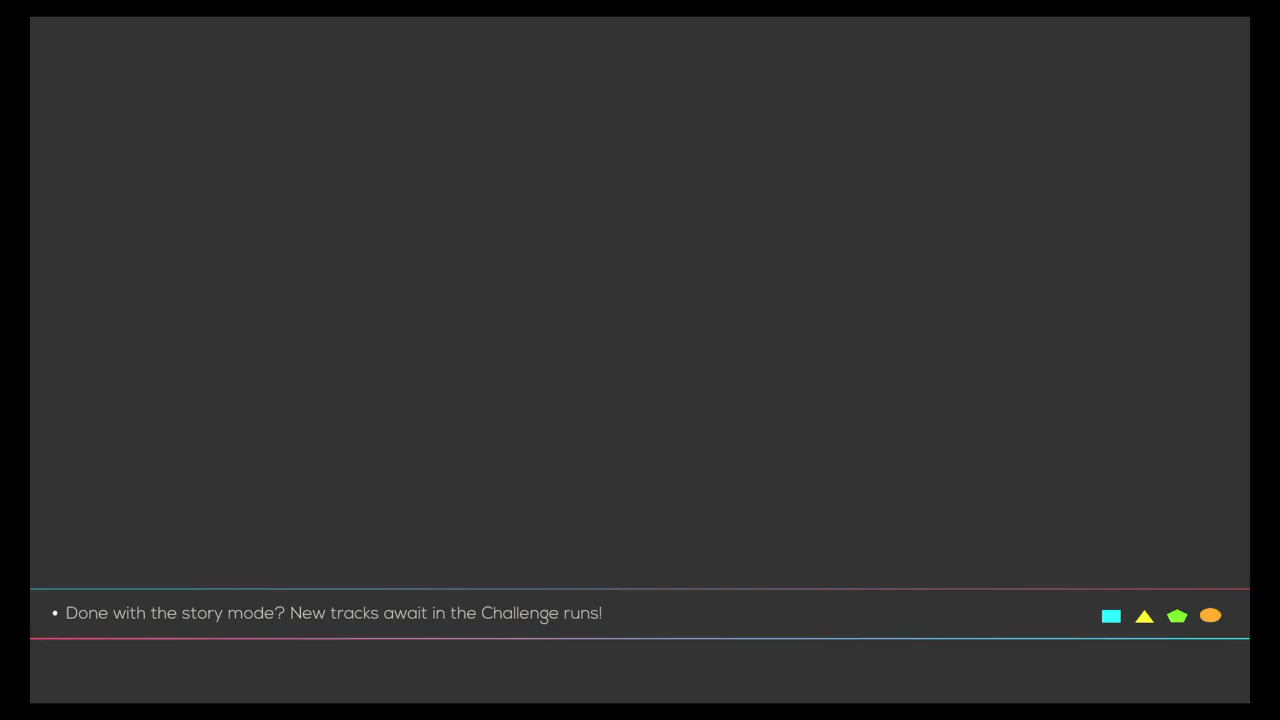 • Done with the story mode? New tracks await in the Challenge runs!